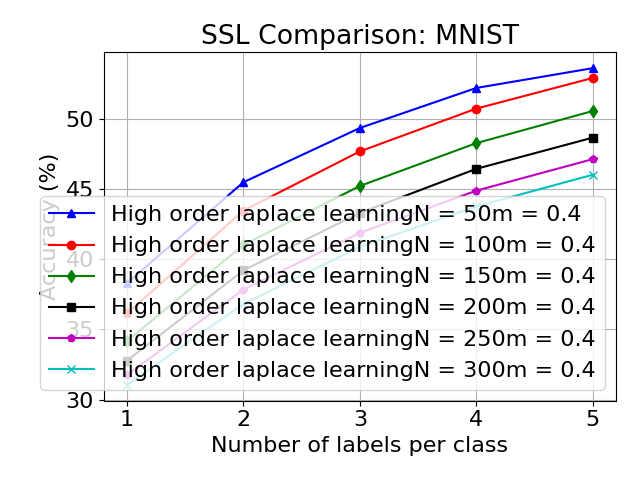 SSL Comparison: MNIST
Accuracy (%)
50
45
40
35
30
High order laplace learningN = 50m = 0.4
High order laplace learningN = 100m = 0.4
High order laplace learningN = 150m = 0.4
High order laplace learningN = 200m = 0.4
High order laplace learningN = 250m = 0.4
High order laplace learningN = 300m = 0.4
1 2 3 4 5
Number of labels per class